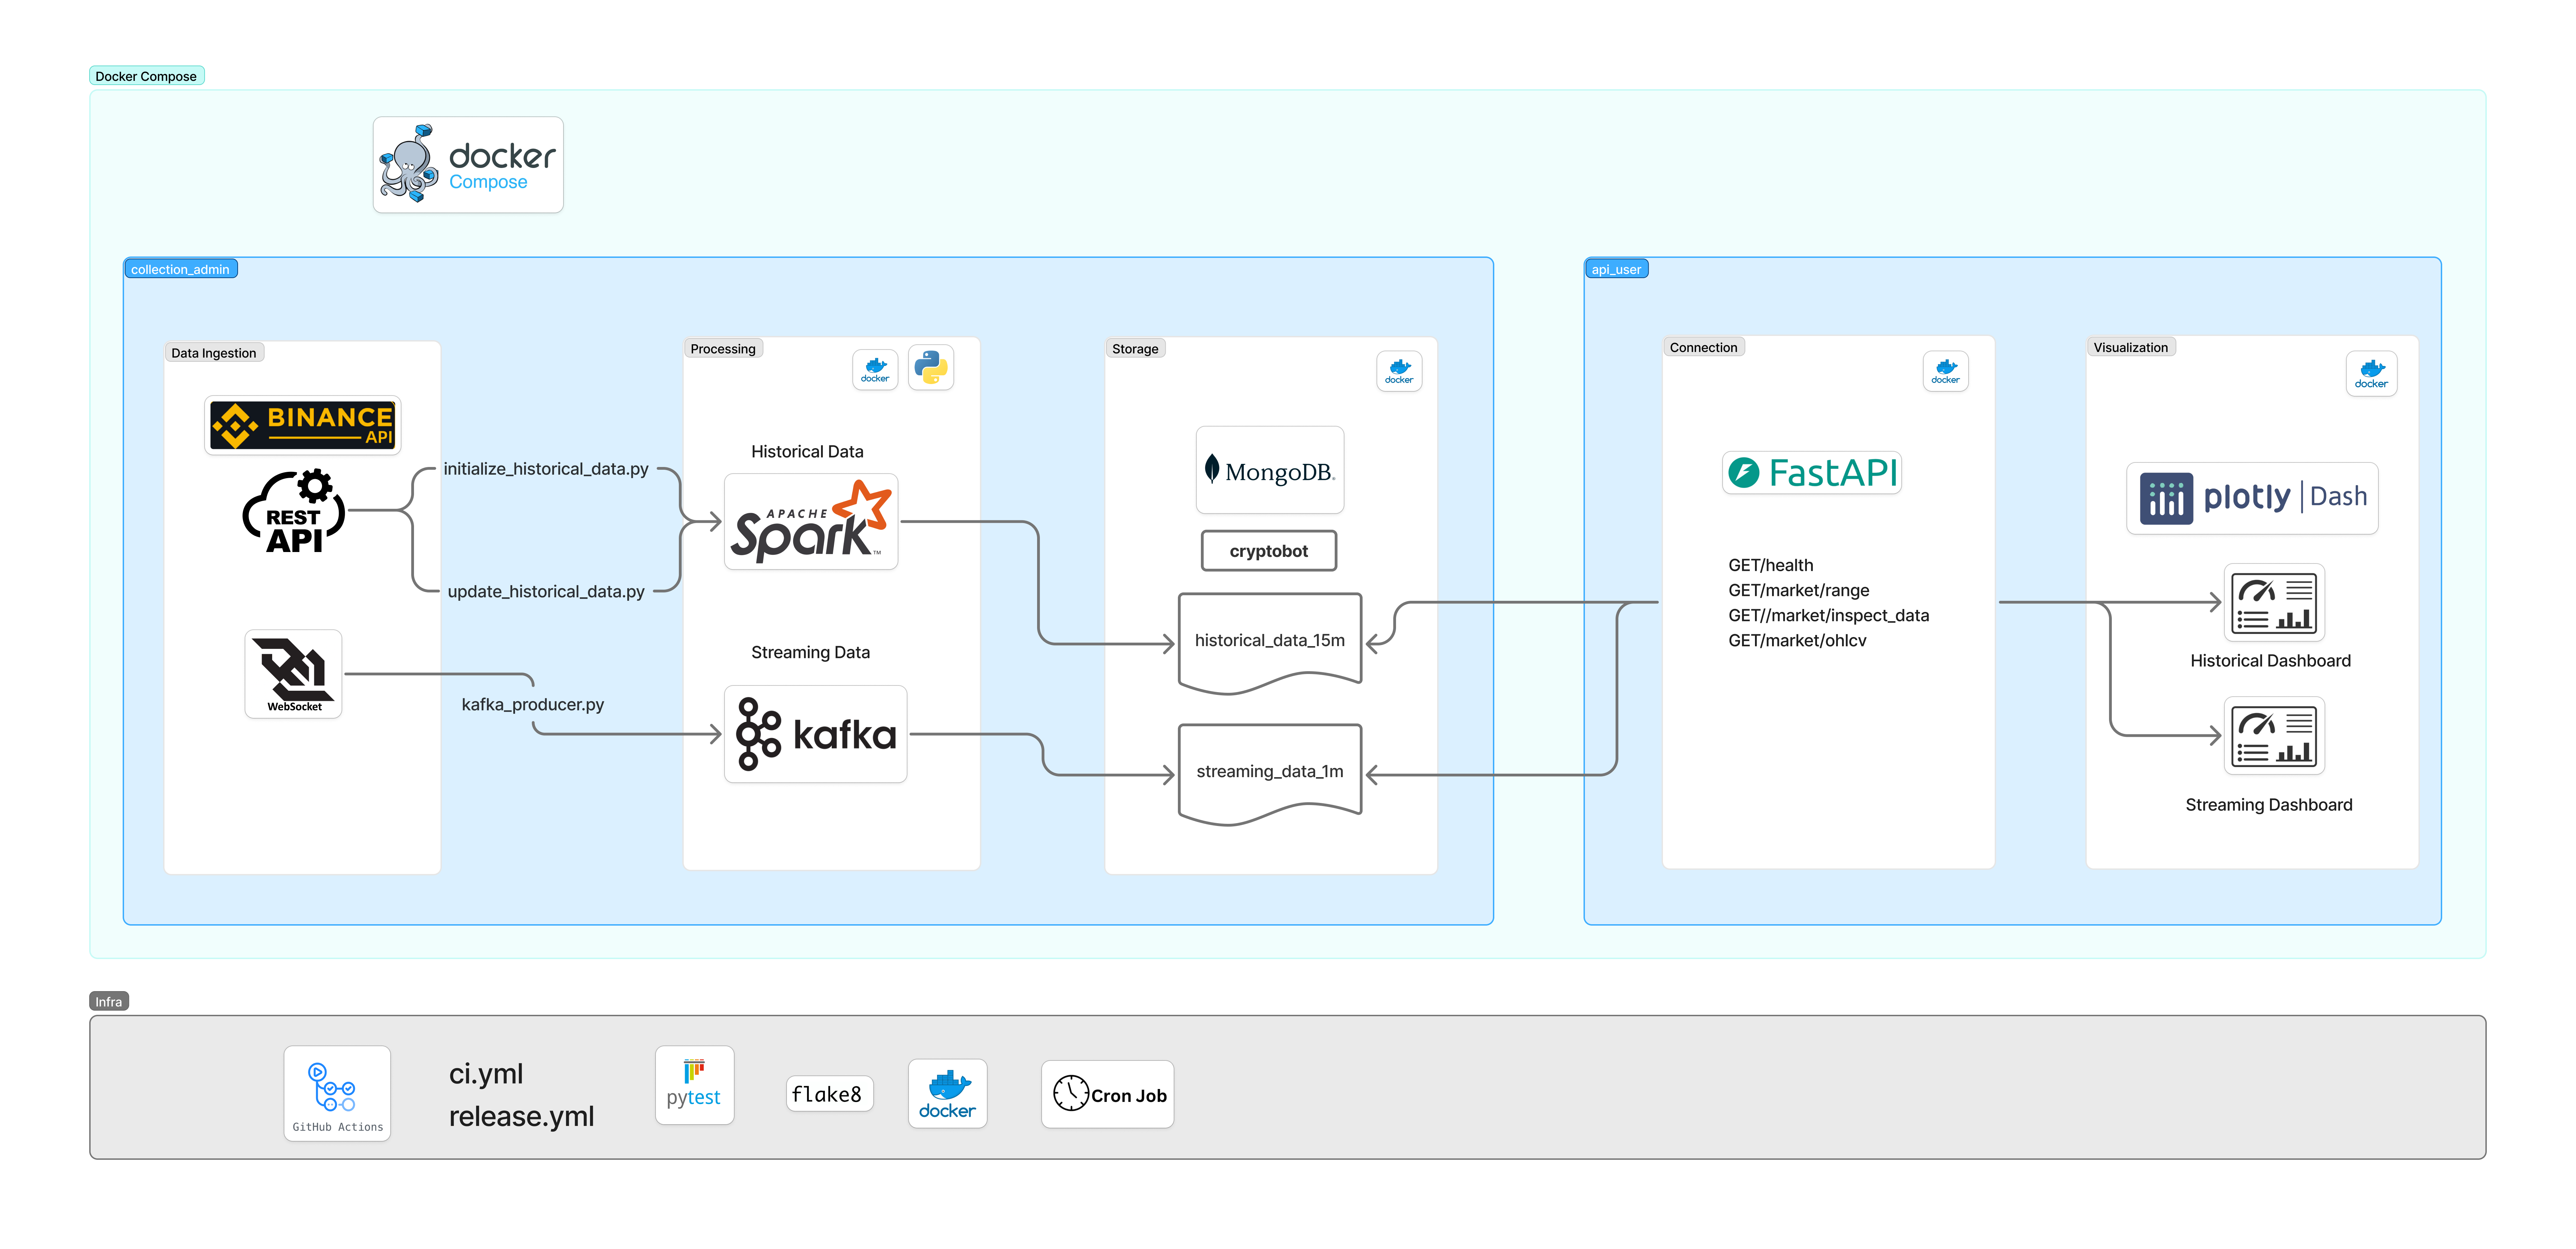 Docker Compose
docker
Compose
collection_admin
Data Ingestion
BINANCE
API
REST
API
WebSocket
initialize_historical_data.py
update_historical_data.py
kafka_producer.py
Processing
docker
Historical Data
APACHE
Spark™
Streaming Data
kafka
Storage
docker
MongoDB®
cryptobot
historical_data_15m
streaming_data_1m
api_user
Connection
docker
FastAPI
GET/health
GET/market/range
GET//market/inspect_data
GET/market/ohlcv
Visualization
docker
plotly | Dash
Historical Dashboard
Streaming Dashboard
Infra
GitHub Actions
ci.yml
release.yml
pytest
flake8
docker
Cron Job